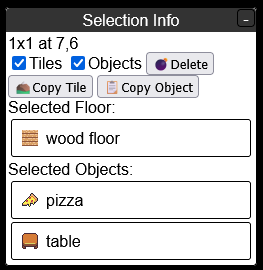 Selection Info -
1x1 at 7,6
Tiles Objects Delete
Copy Tile Copy Object
Selected Floor:
wood floor
Selected Objects:
pizza
table